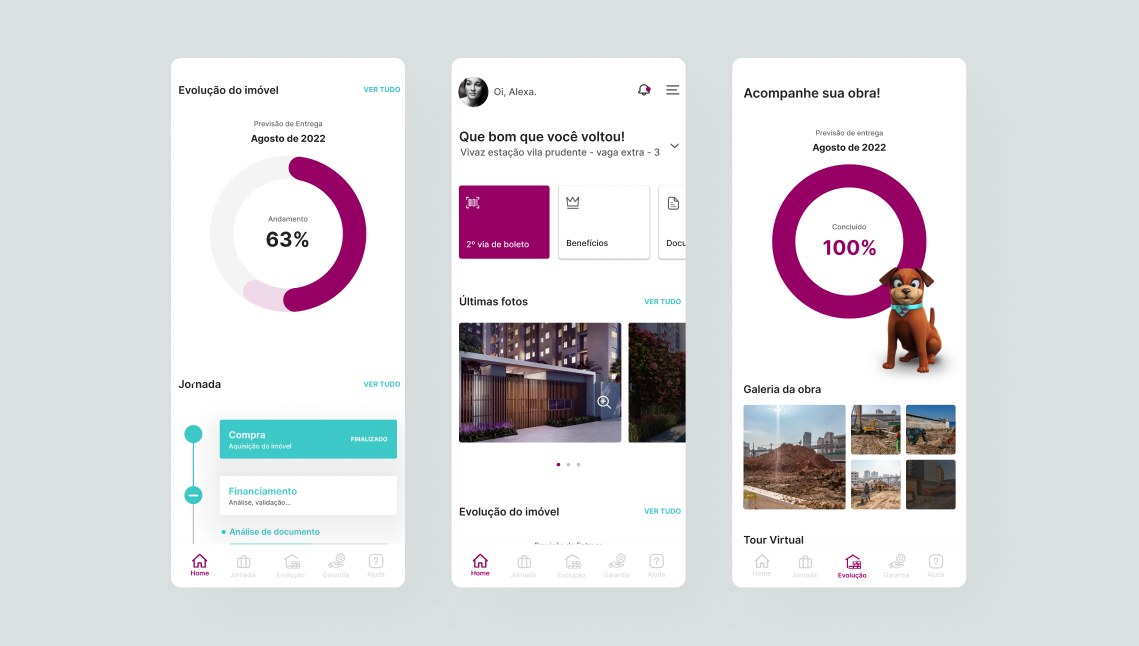 Evolução do imóvel
VER TUDO
Previsão de Entrega
Agosto de 2022
Andamento
63%
Jornada
VER TUDO
Compra
Aquisição do imóvel
FINALIZADO
Financiamento
Análise, validação...
Análise de documento
Home
Jornada
Evolução
Garantia
Ajuda
Oi, Alexa.
Que bom que você voltou!
Vivaz estação vila prudente - vaga extra - 3
2º via de boleto
Benefícios
Docu
Últimas fotos
VER TUDO
Evolução do imóvel
VER TUDO
Previsão de Entrega
Home
Jornada
Evolução
Garantia
Ajuda
Acompanhe sua obra!
Previsão de entrega
Agosto de 2022
Concluído
100%
Galeria da obra
Tour Virtual
Home
Jornada
Evolução
Garantia
Ajuda